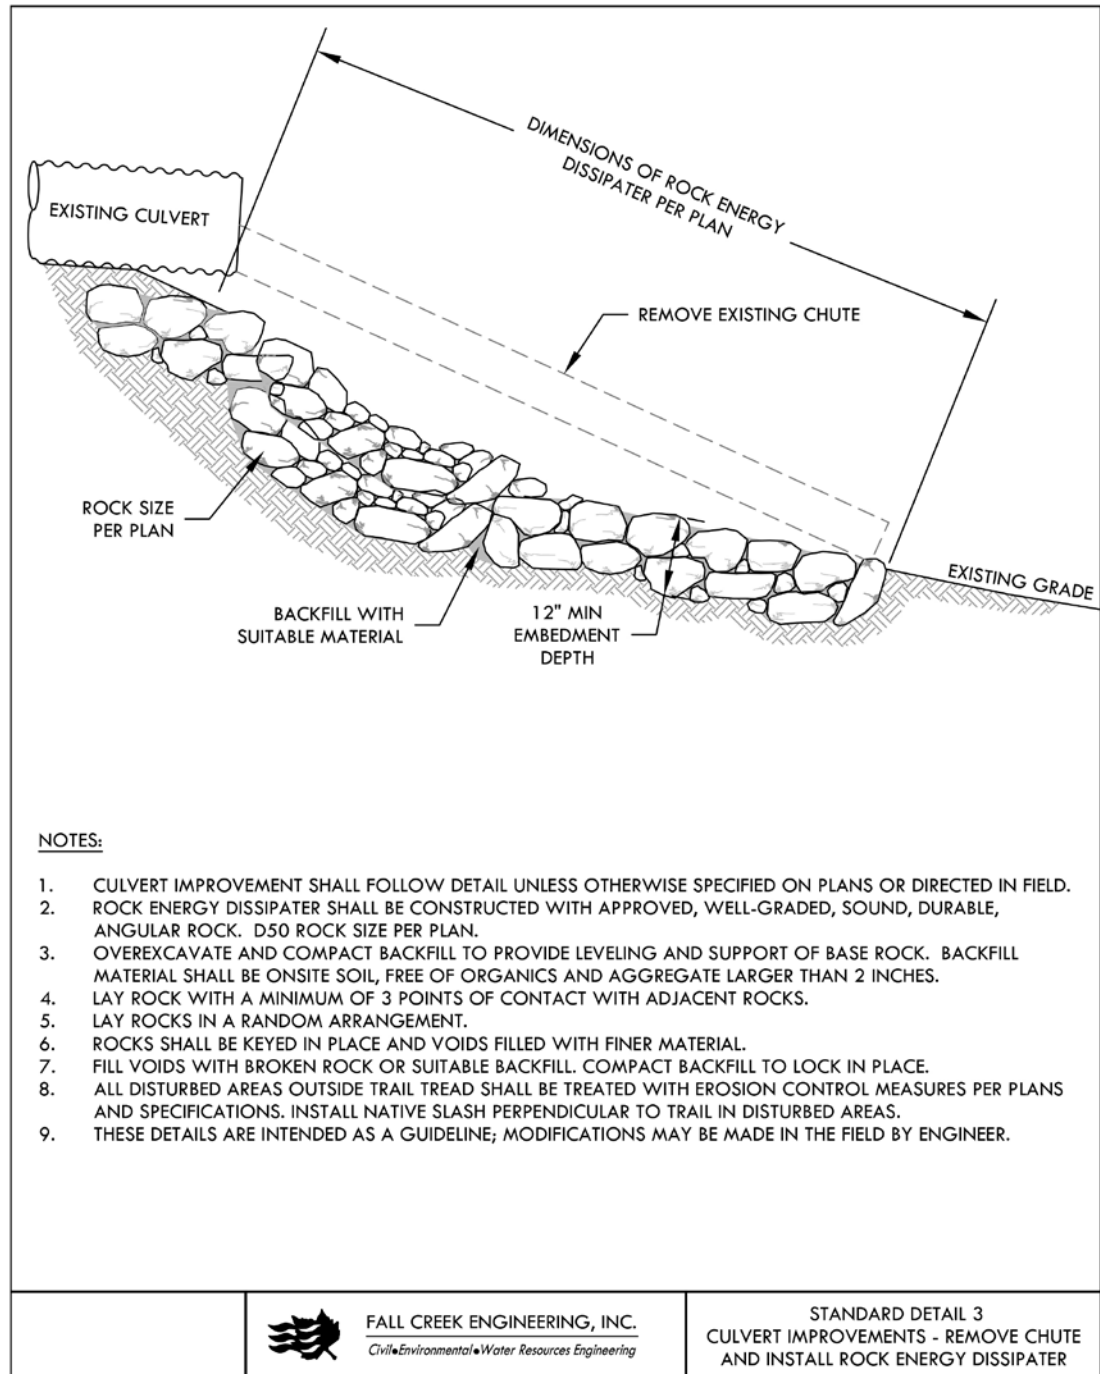 DIMENSIONS OF ROCK ENERGY
DISSIPATER PER PLAN
EXISTING CULVERT
REMOVE EXISTING CHUTE
ROCK SIZE
PER PLAN
EXISTING GRADE
BACKFILL WITH
SUITABLE MATERIAL
12" MIN
EMBEDMENT
DEPTH
NOTES:
1. CULVERT IMPROVEMENT SHALL FOLLOW DETAIL UNLESS OTHERWISE SPECIFIED ON PLANS OR DIRECTED IN FIELD.
2. ROCK ENERGY DISSIPATER SHALL BE CONSTRUCTED WITH APPROVED, WELL-GRADED, SOUND, DURABLE,
ANGULAR ROCK. D50 ROCK SIZE PER PLAN.
3. OVEREXCAVATE AND COMPACT BACKFILL TO PROVIDE LEVELING AND SUPPORT OF BASE ROCK. BACKFILL
MATERIAL SHALL BE ONSITE SOIL, FREE OF ORGANICS AND AGGREGATE LARGER THAN 2 INCHES.
4. LAY ROCK WITH A MINIMUM OF 3 POINTS OF CONTACT WITH ADJACENT ROCKS.
5. LAY ROCKS IN A RANDOM ARRANGEMENT.
6. ROCKS SHALL BE KEYED IN PLACE AND VOIDS FILLED WITH FINER MATERIAL.
7. FILL VOIDS WITH BROKEN ROCK OR SUITABLE BACKFILL. COMPACT BACKFILL TO LOCK IN PLACE.
8. ALL DISTURBED AREAS OUTSIDE TRAIL TREAD SHALL BE TREATED WITH EROSION CONTROL MEASURES PER PLANS
AND SPECIFICATIONS. INSTALL NATIVE SLASH PERPENDICULAR TO TRAIL IN DISTURBED AREAS.
9. THESE DETAILS ARE INTENDED AS A GUIDELINE; MODIFICATIONS MAY BE MADE IN THE FIELD BY ENGINEER.
FALL CREEK ENGINEERING, INC.
Civil●Environmental●Water Resources Engineering
STANDARD DETAIL 3
CULVERT IMPROVEMENTS - REMOVE CHUTE
AND INSTALL ROCK ENERGY DISSIPATER